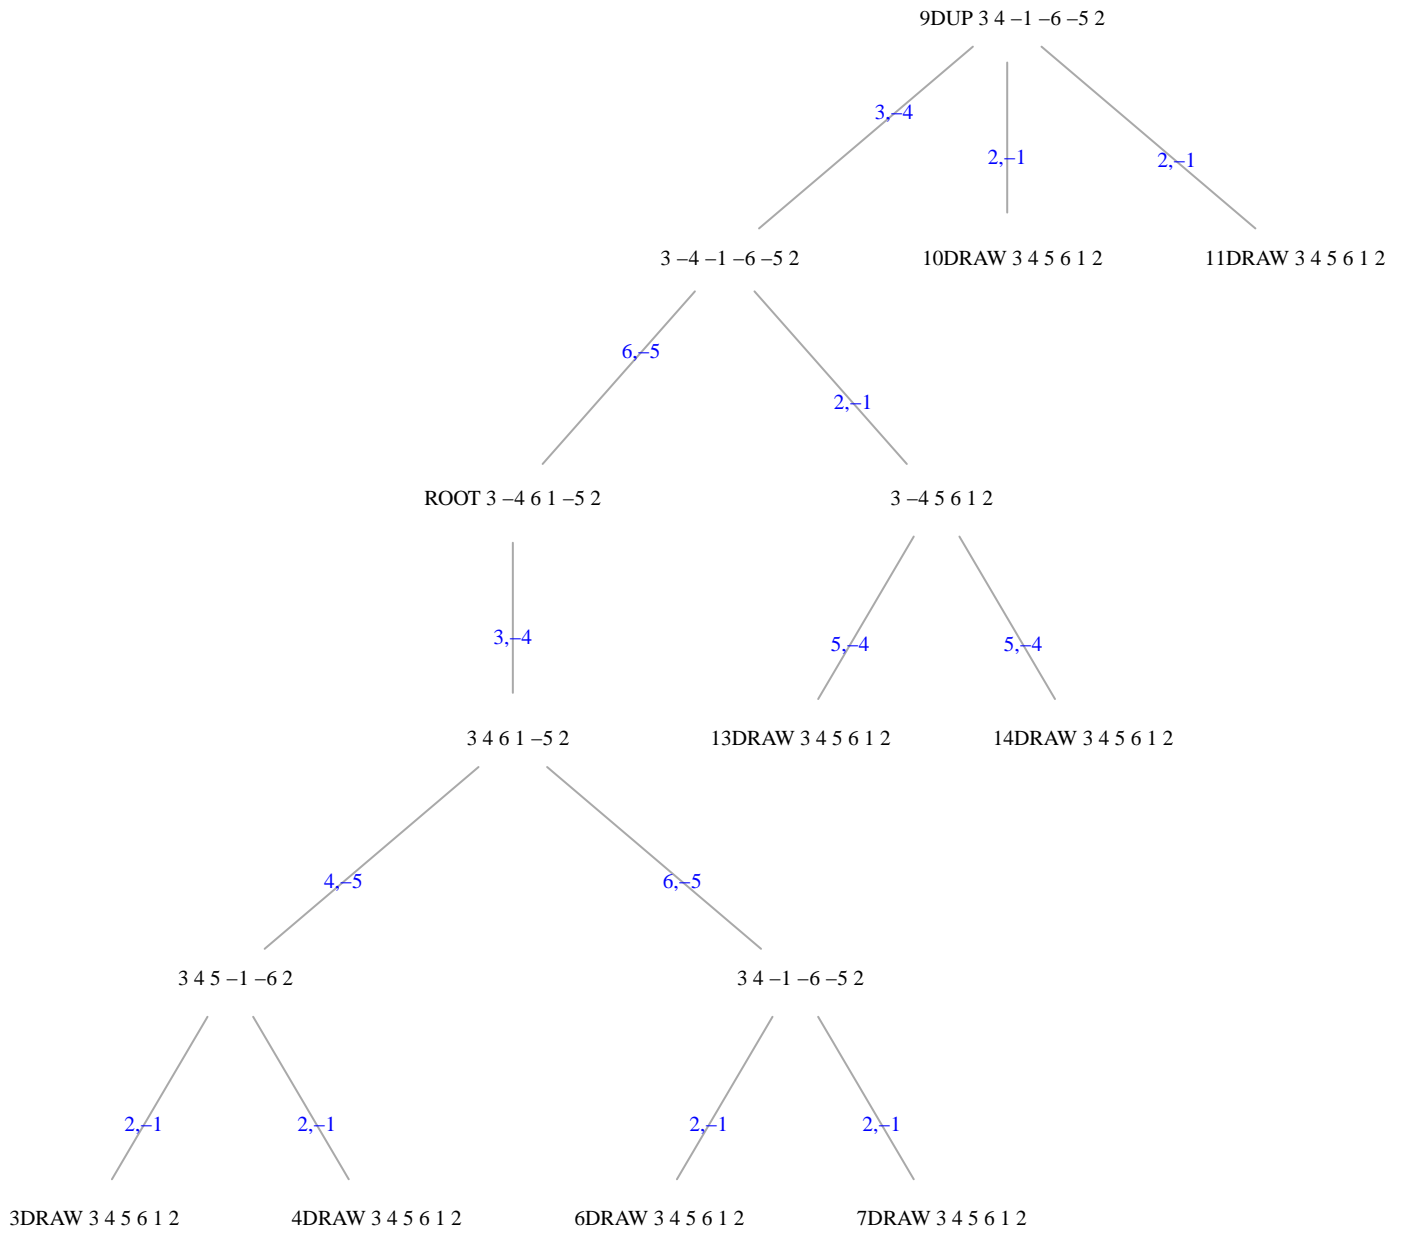 9DUP 3 4 –1 –6 –5 2
3,–4
2,–1
2,–1
3 –4 –1 –6 –5 2
10DRAW 3 4 5 6 1 2
11DRAW 3 4 5 6 1 2
6,–5
2,–1
ROOT 3 –4 6 1 –5 2
3 –4 5 6 1 2
3,–4
5,–4
5,–4
3 4 6 1 –5 2
13DRAW 3 4 5 6 1 2
14DRAW 3 4 5 6 1 2
4,–5
6,–5
3 4 5 –1 –6 2
3 4 –1 –6 –5 2
2,–1
2,–1
2,–1
2,–1
3DRAW 3 4 5 6 1 2
4DRAW 3 4 5 6 1 2
6DRAW 3 4 5 6 1 2
7DRAW 3 4 5 6 1 2